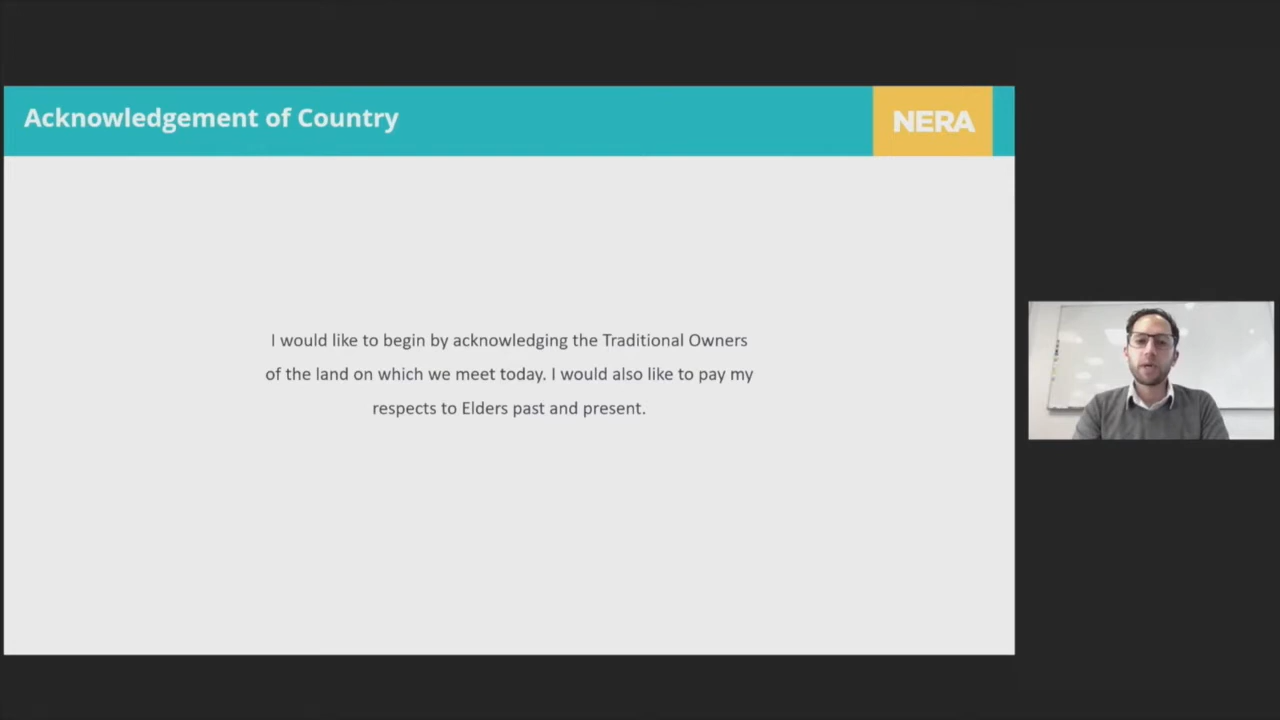 Acknowledgement of Country
NERA
I would like to begin by acknowledging the Traditional Owners
of the land on which we meet today. I would also like to pay my
respects to Elders past and present.